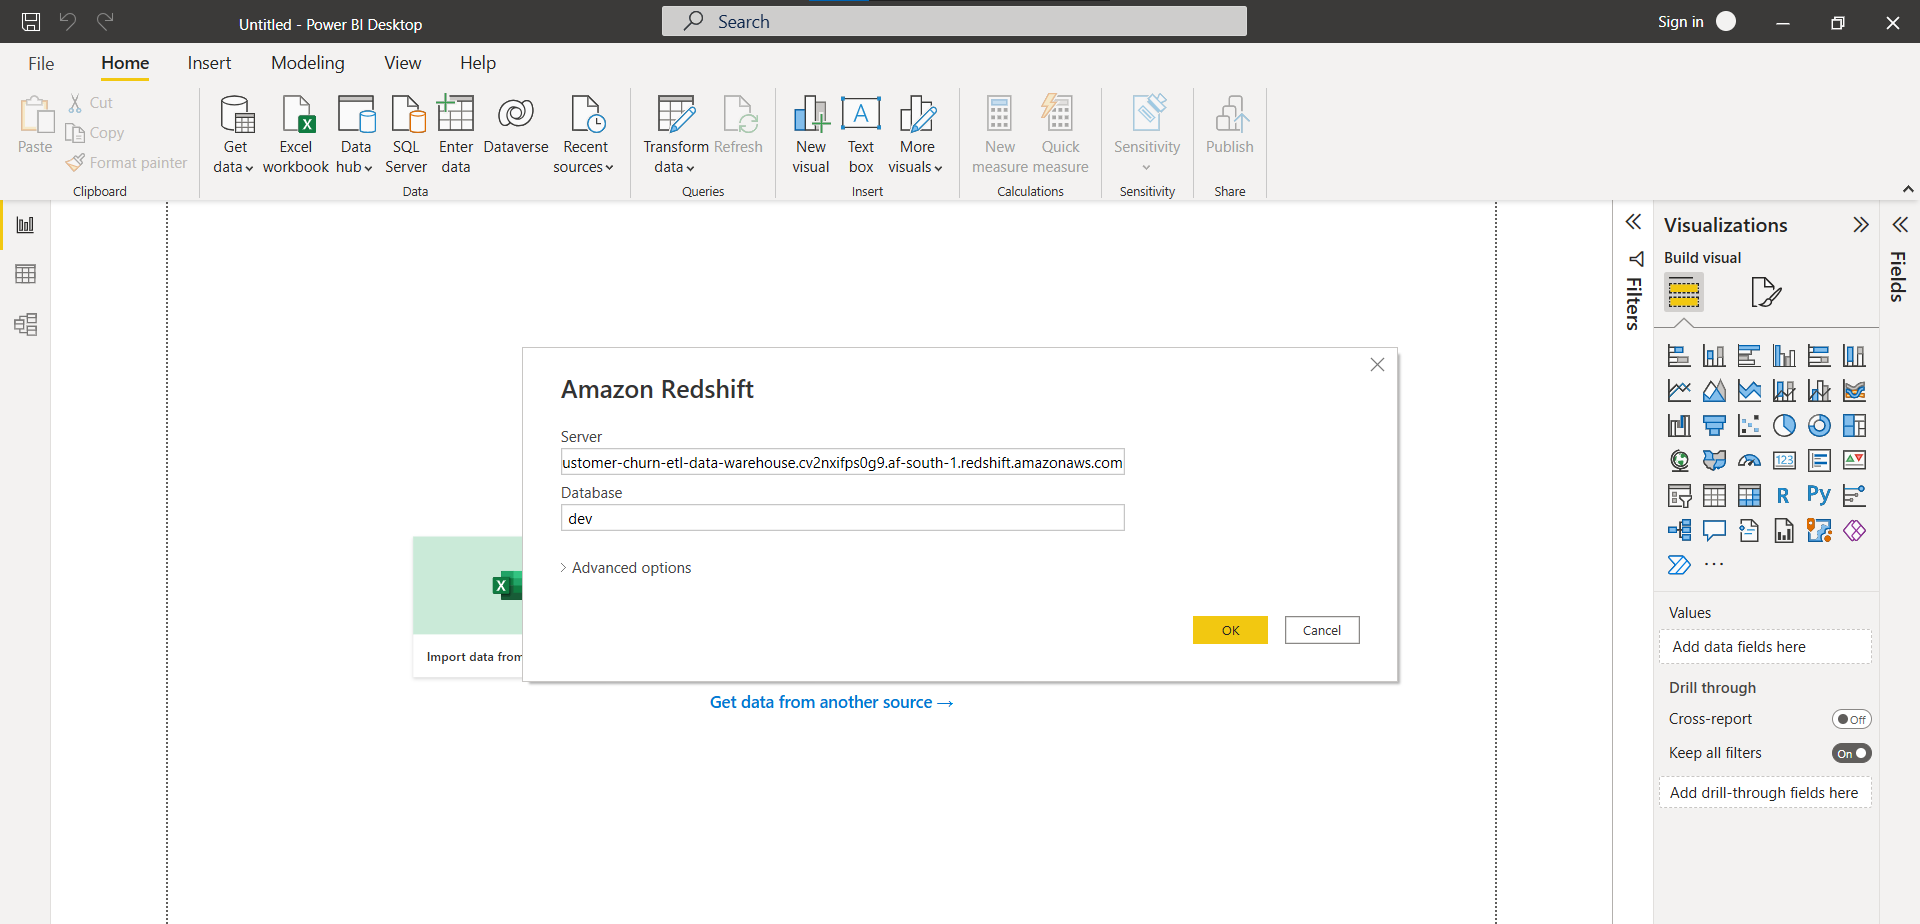 Untitled - Power BI Desktop
Search
Sign in
File
Home
Insert
Modeling
View
Help
Paste
Cut
Copy
Format painter
Clipboard
Get data
Excel workbook
Data hub
SQL Server
Enter data
Dataverse
Recent sources
Data
Transform data
Refresh
Queries
New visual
Text box
More visuals
Insert
New measure
Quick measure
Calculations
Sensitivity
Sensitivity
Publish
Share
Amazon Redshift
Server
ustomer-churn-etl-data-warehouse.cv2nxifps0g9.af-south-1.redshift.amazonaws.com
Database
dev
Advanced options
OK
Cancel
Import data from
Get data from another source →
Filters
Visualizations
Build visual
123
R
Py
Values
Add data fields here
Drill through
Cross-report
Off
Keep all filters
On
Add drill-through fields here
Fields